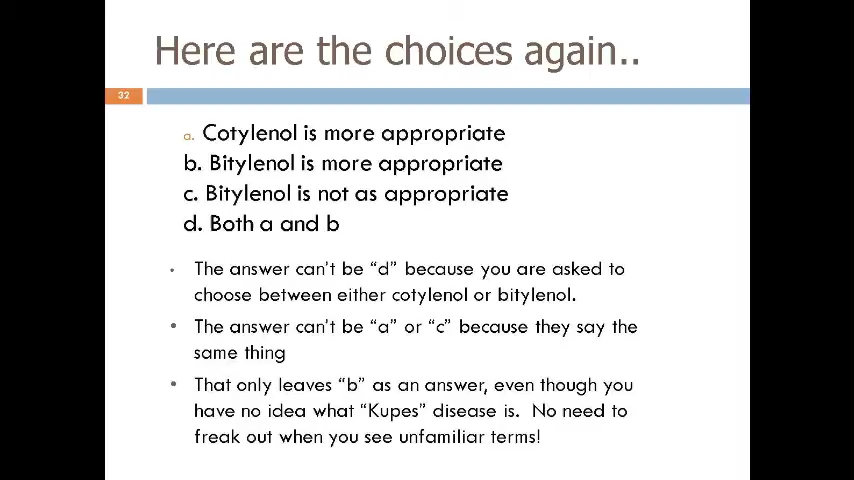 Here are the choices again..
32
a. Cotylenol is more appropriate
b. Bitylenol is more appropriate
c. Bitylenol is not as appropriate
d. Both a and b
• The answer can't be “d” because you are asked to
choose between either cotylenol or bitylenol.
• The answer can't be “a” or “c” because they say the
same thing
• That only leaves “b” as an answer, even though you
have no idea what “Kupes” disease is.  No need to
freak out when you see unfamiliar terms!